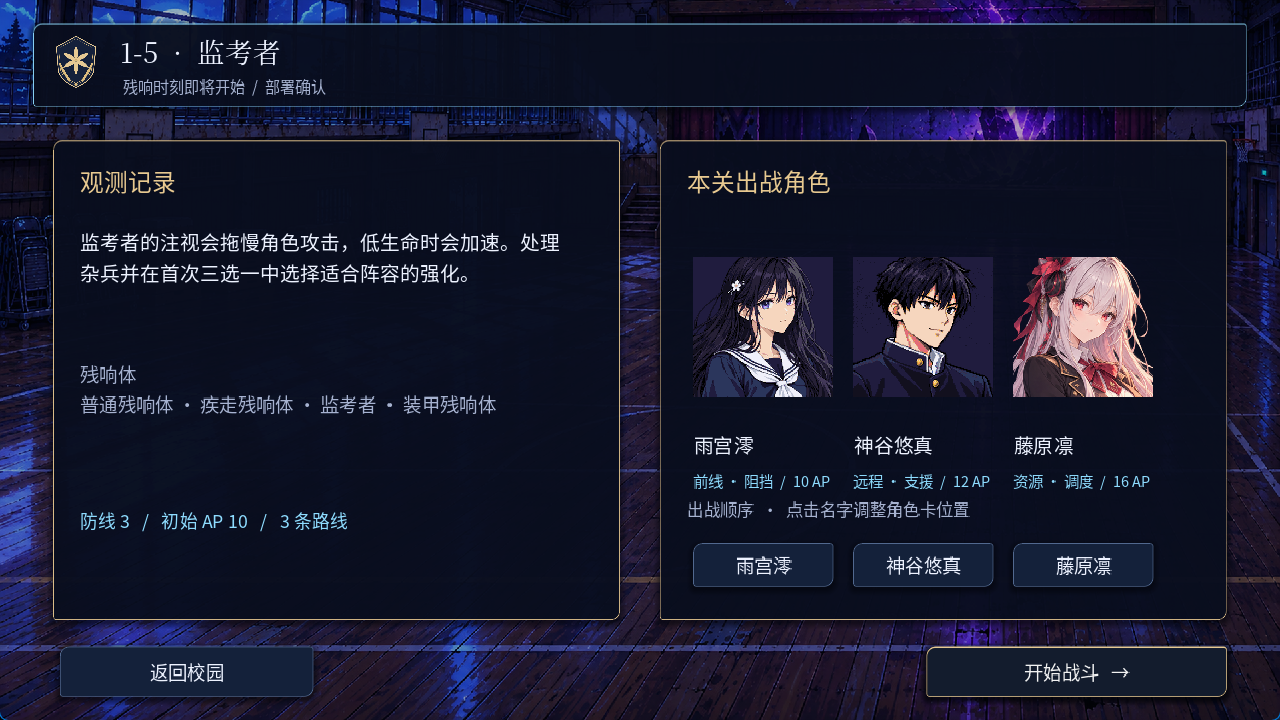 1-5 · 监考者
残响时刻即将开始 / 部署确认
观测记录
监考者的注视会拖慢角色攻击，低生命时会加速。处理
杂兵并在首次三选一中选择适合阵容的强化。
残响体
普通残响体 · 疾走残响体 · 监考者 · 装甲残响体
防线 3 / 初始 AP 10 / 3 条路线
本关出战角色
雨宫澪 神谷悠真 藤原凛
前线 · 阻挡 / 10 AP 远程 · 支援 / 12 AP 资源 · 调度 / 16 AP
出战顺序 · 点击名字调整角色卡位置
雨宫澪 神谷悠真 藤原凛
返回校园
开始战斗 →